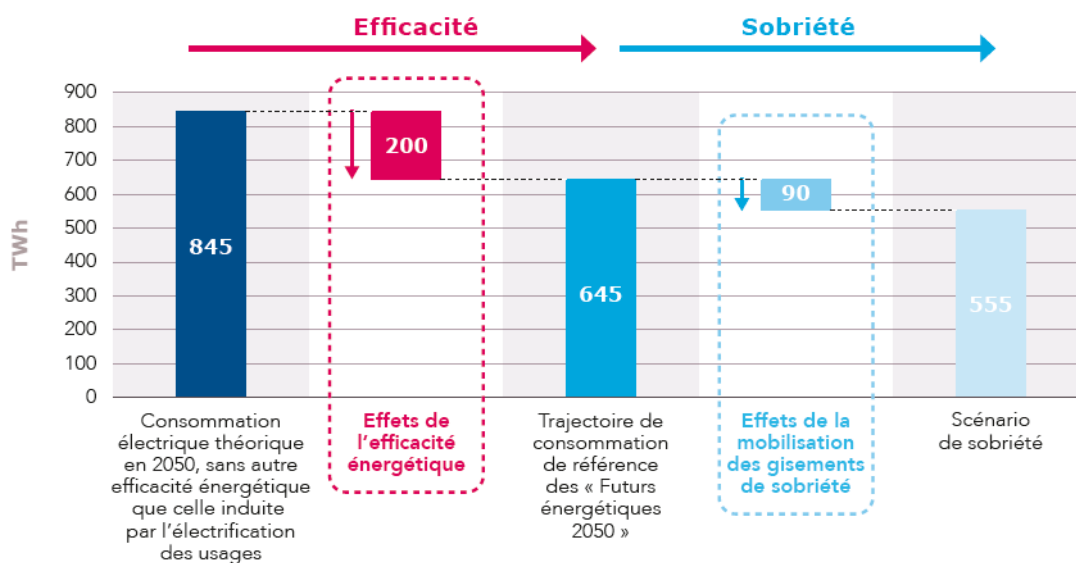 Efficacité
Sobriété
TWh
900
800
700
600
500
400
300
200
100
0
845
200
645
90
555
Consommation
électrique théorique
en 2050, sans autre
efficacité énergétique
que celle induite
par l’électrification
des usages
Effets de
l’efficacité
énergétique
Trajectoire de
consommation
de référence
des « Futurs
énergétiques
2050 »
Effets de la
mobilisation
des gisements
de sobriété
Scénario
de sobriété